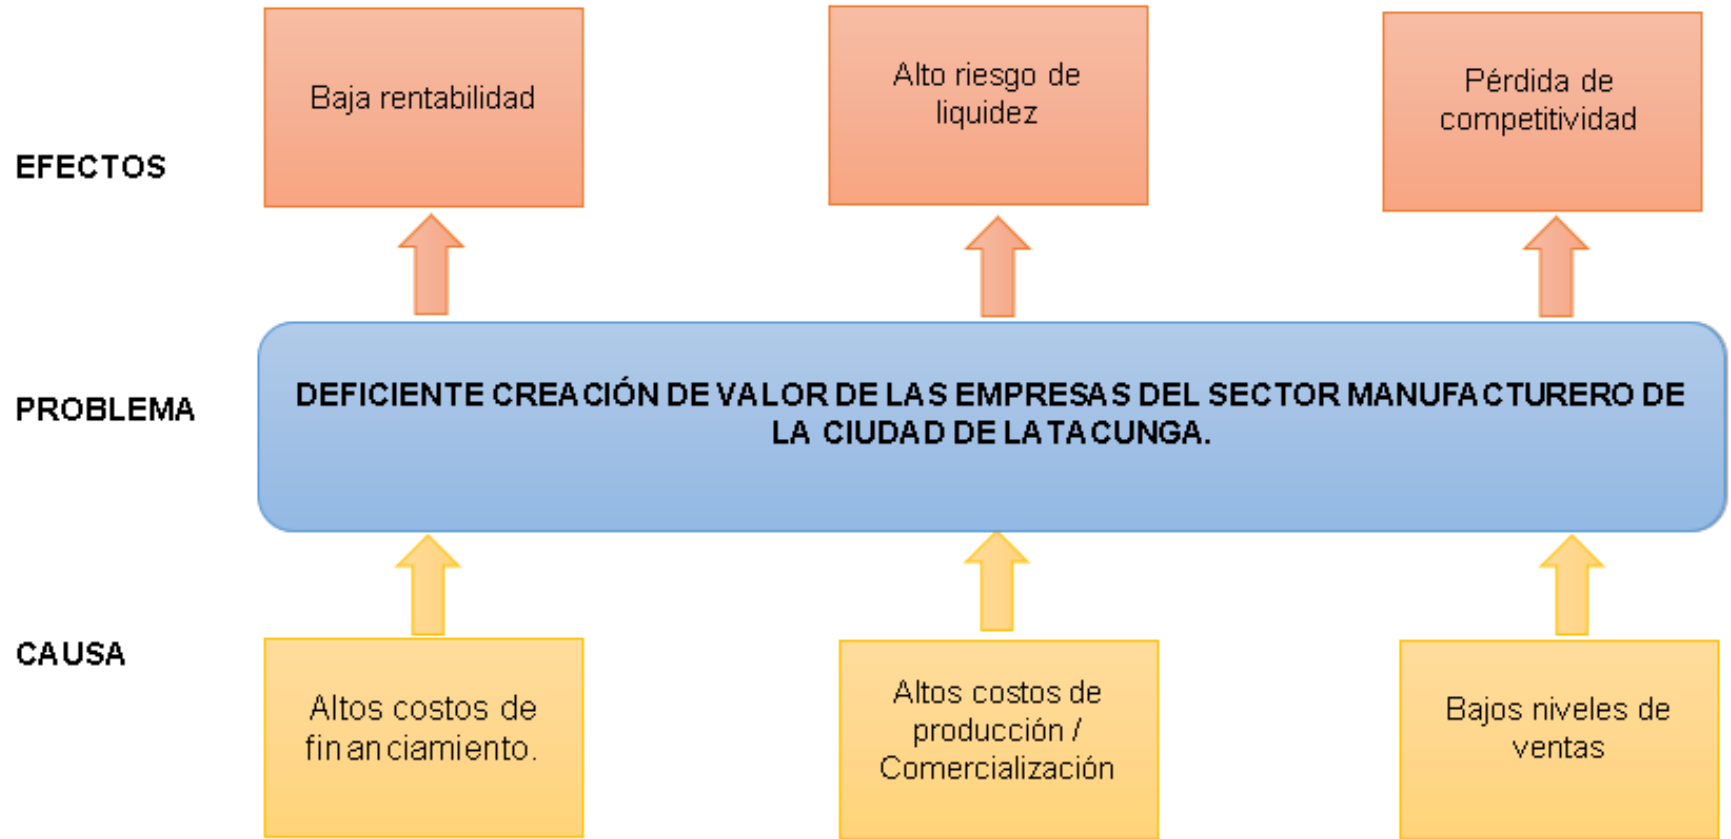 Baja rentabilidad
Alto riesgo de
liquidez
Pérdida de
competitividad
EFECTOS
PROBLEMA
DEFICIENTE CREACIÓN DE VALOR DE LAS EMPRESAS DEL SECTOR MANUFACTURERO DE
LA CIUDAD DE LATACUNGA.
CAUSA
Altos costos de
financiamiento.
Altos costos de
producción /
Comercialización
Bajos niveles de
ventas